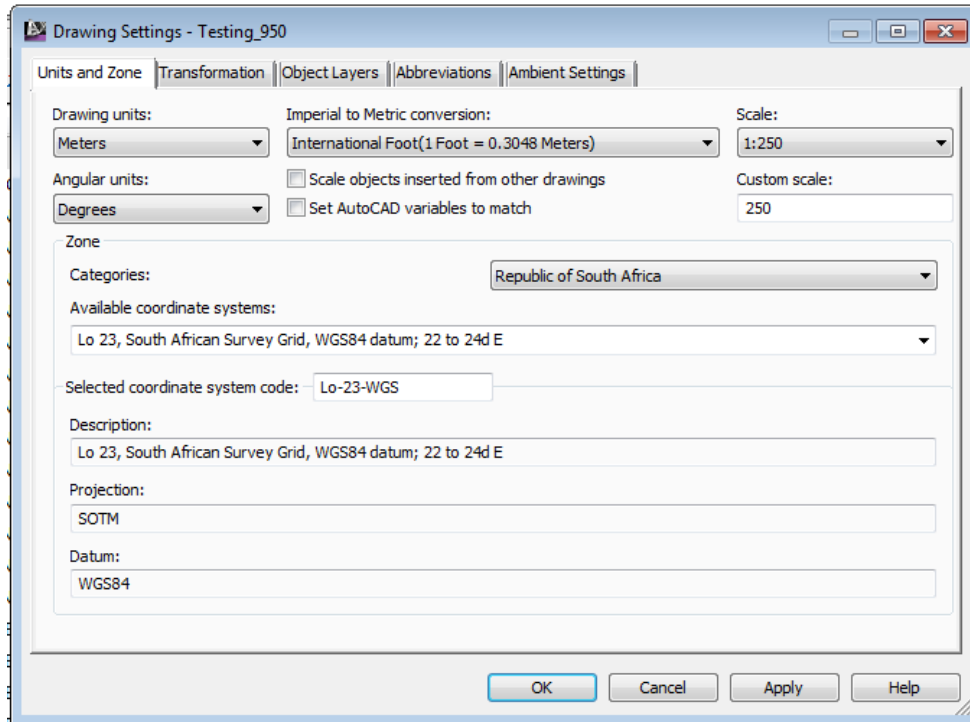 Drawing Settings - Testing_950
Units and Zone Transformation Object Layers Abbreviations Ambient Settings
Drawing units: Imperial to Metric conversion: Scale:
Meters International Foot(1 Foot = 0.3048 Meters) 1:250
Angular units: Scale objects inserted from other drawings Custom scale:
Degrees Set AutoCAD variables to match 250
Zone
Categories: Republic of South Africa
Available coordinate systems:
Lo 23, South African Survey Grid, WGS84 datum; 22 to 24d E
Selected coordinate system code: Lo-23-WGS
Description:
Lo 23, South African Survey Grid, WGS84 datum; 22 to 24d E
Projection:
SOTM
Datum:
WGS84
OK Cancel Apply Help